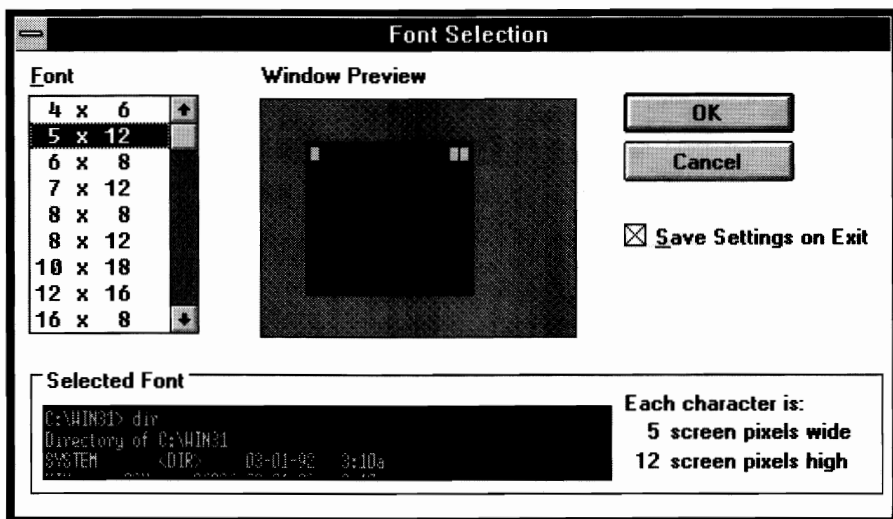 Font Selection
Font
4 x 6
5 x 12
6 x 8
7 x 12
8 x 8
8 x 12
10 x 18
12 x 16
16 x 8
Window Preview
OK
Cancel
Save Settings on Exit
Selected Font
C:\WIN31> dir
Directory of C:\WIN31
SYSTEM <DIR> 03-01-92 3:10a
Each character is:
5 screen pixels wide
12 screen pixels high